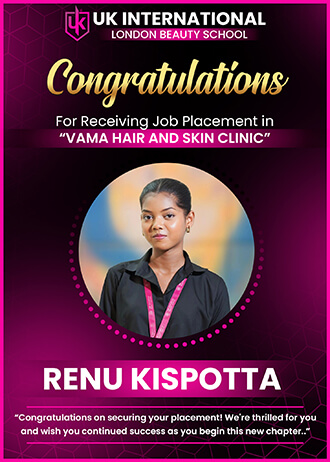 UK INTERNATIONAL
LONDON BEAUTY SCHOOL
Congratulations
For Receiving Job Placement in
“VAMA HAIR AND SKIN CLINIC”
RENU KISPOTTA
“Congratulations on securing your placement! We're thrilled for you
and wish you continued success as you begin this new chapter..”